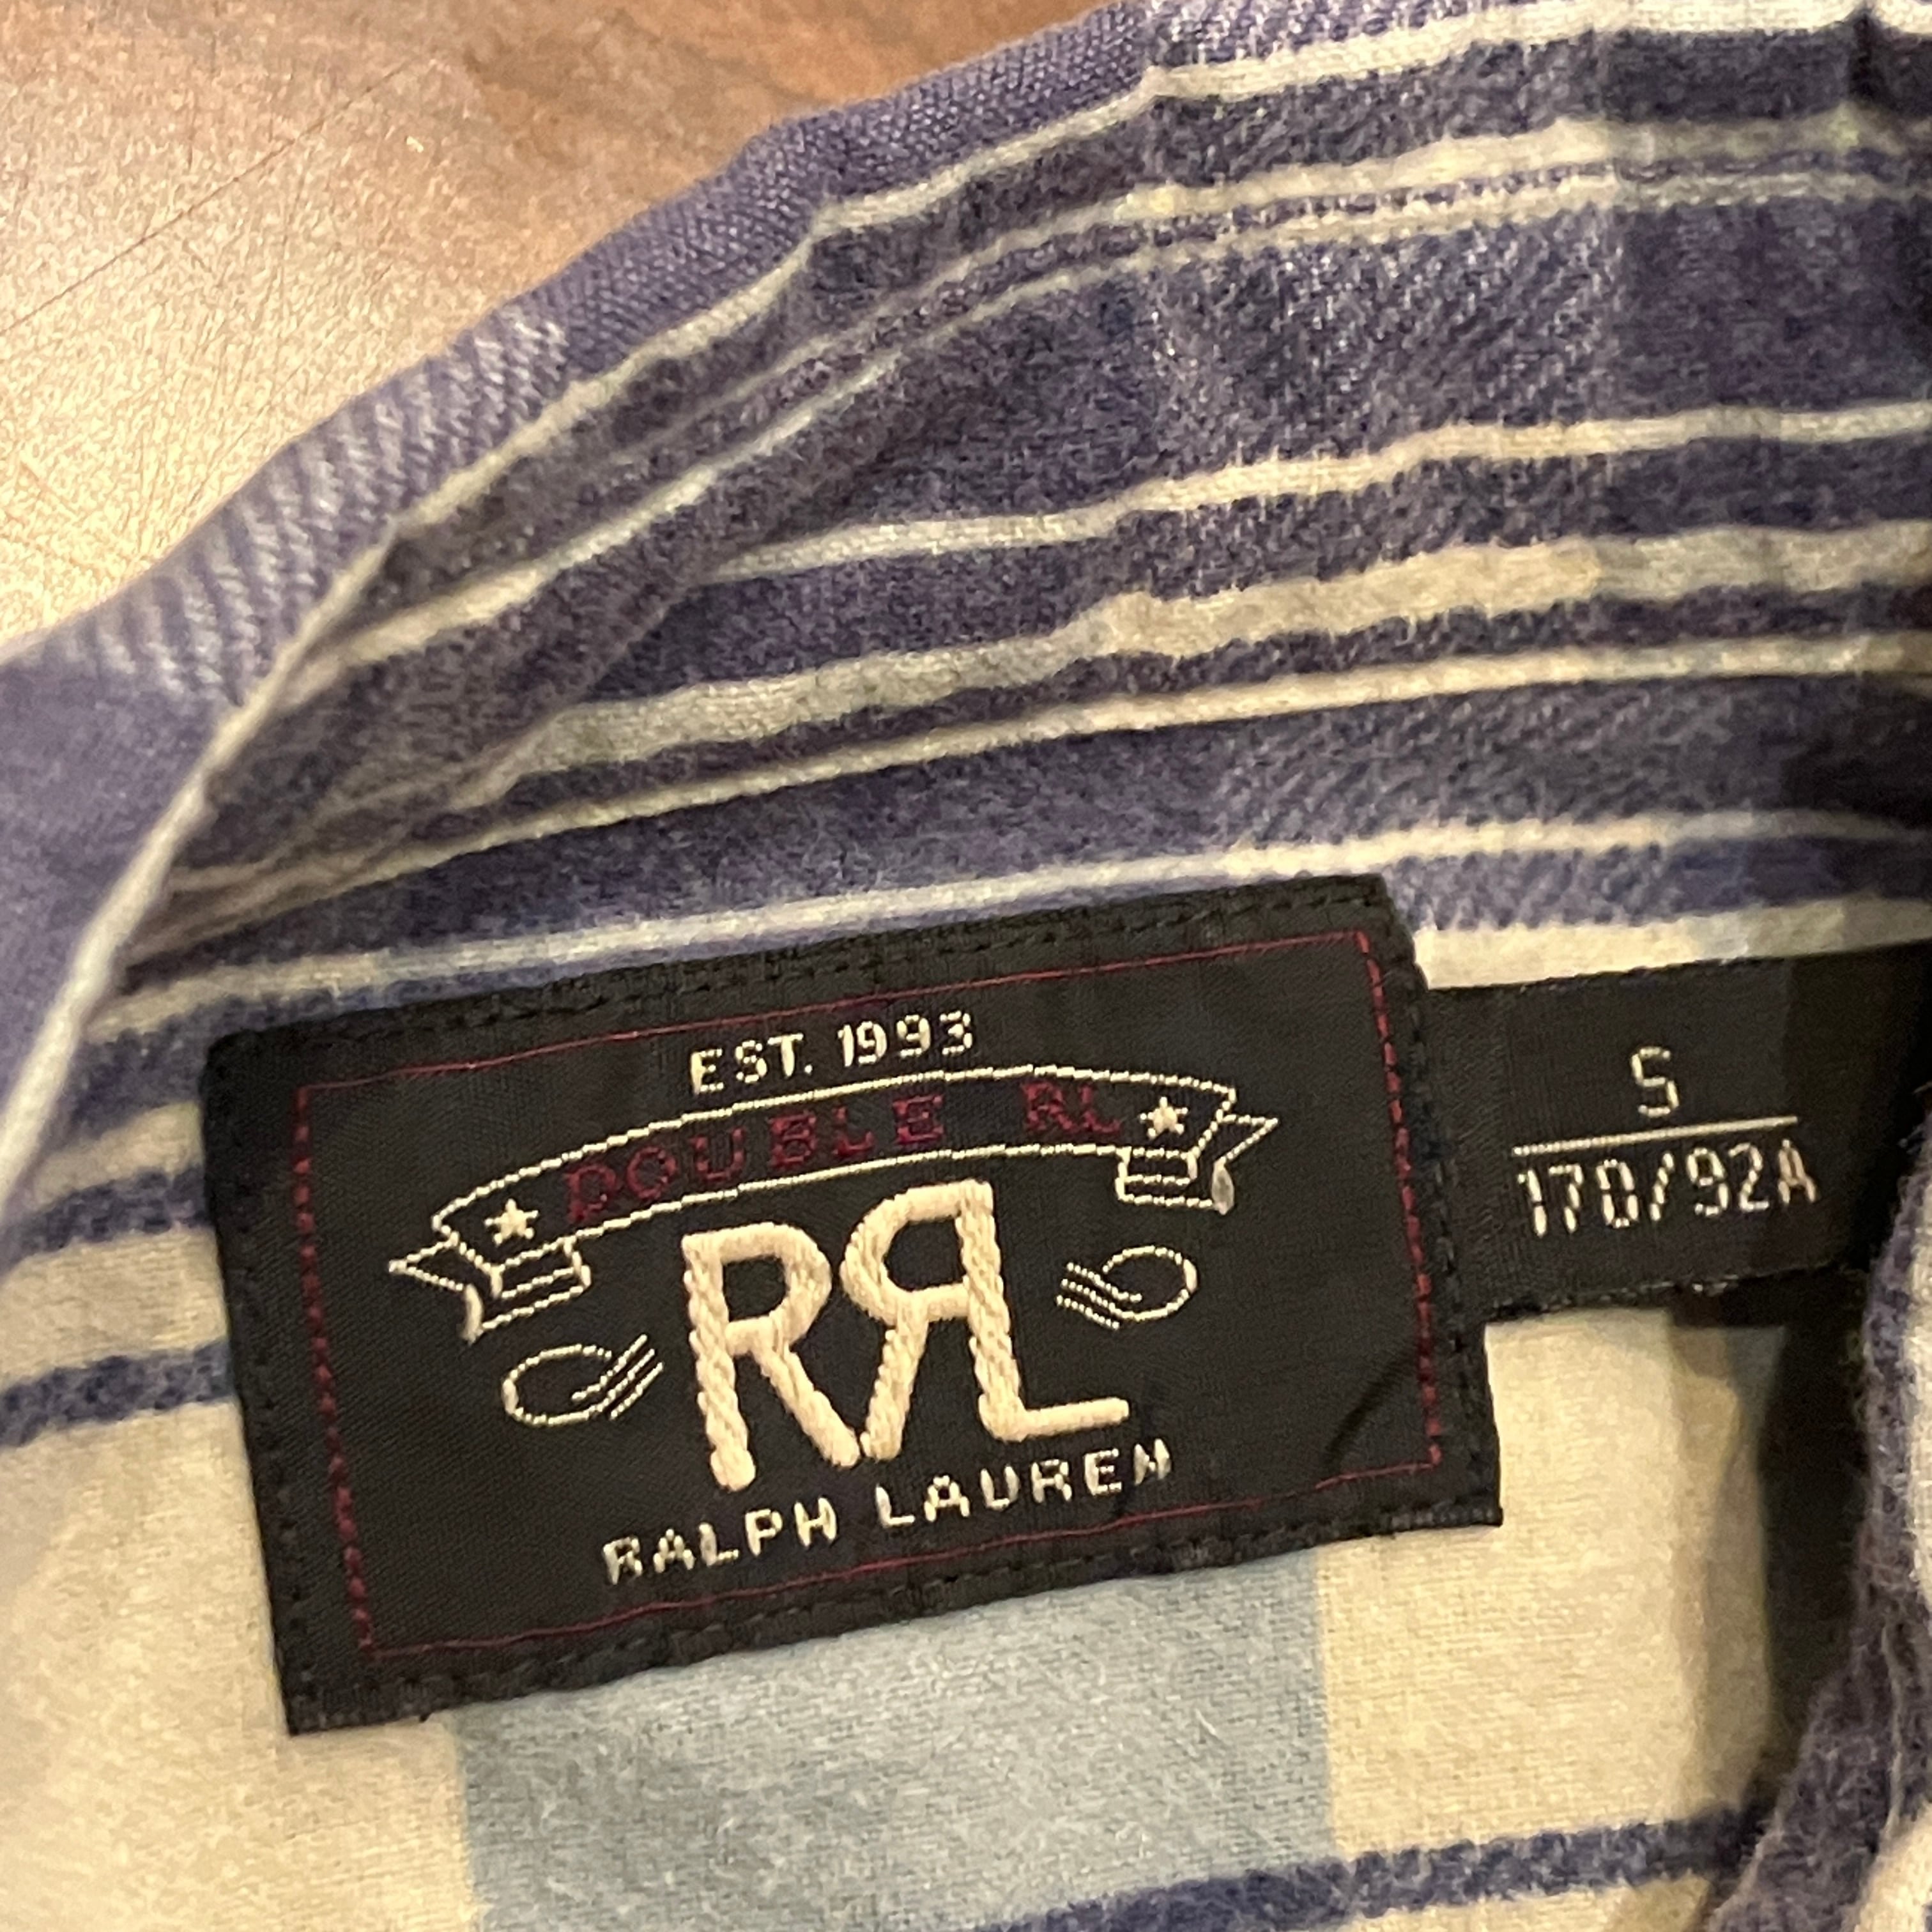 EST. 1993
DOUBLE RL
RRL
RALPH LAUREN
S
170/92A